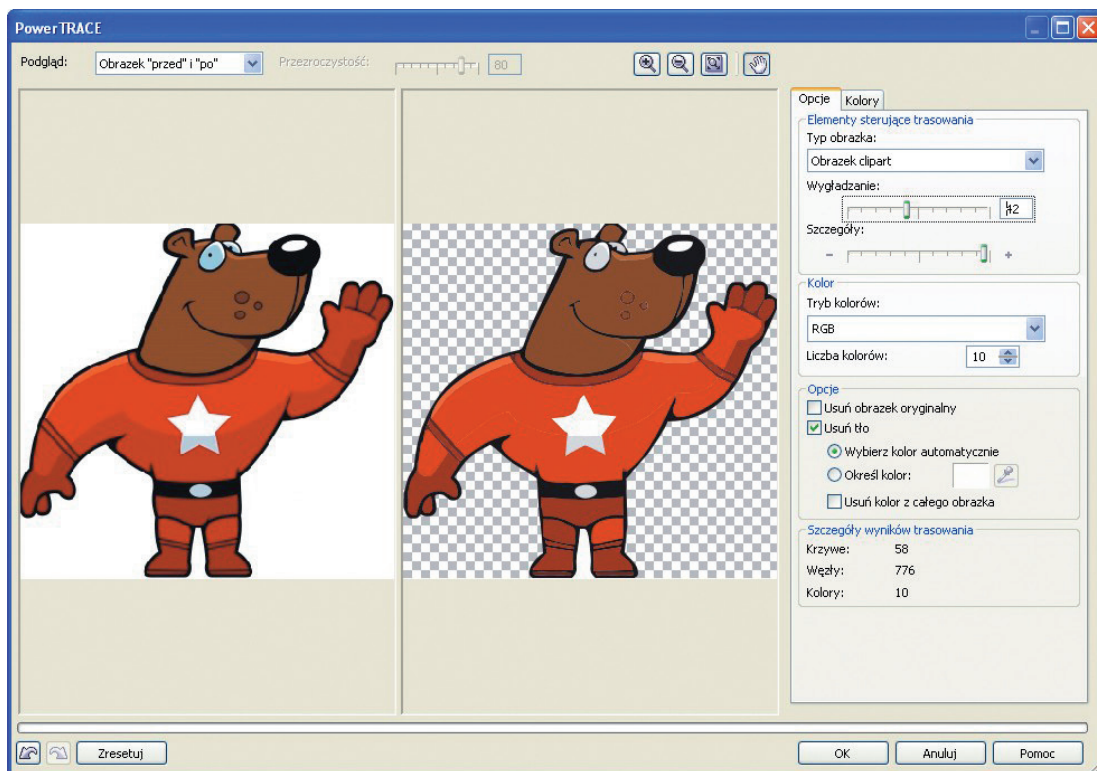 PowerTRACE
Podgląd: Obrazek "przed" i "po" Przezroczystość: 80
Opcje Kolory
Elementy sterujące trasowania
Typ obrazka:
Obrazek clipart
Wygładzanie:
42
Szczegóły:
- +
Kolor
Tryb kolorów:
RGB
Liczba kolorów: 10
Opcje
Usuń obrazek oryginalny
Usuń tło
Wybierz kolor automatycznie
Określ kolor:
Usuń kolor z całego obrazka
Szczegóły wyników trasowania
Krzywe: 58
Węzły: 776
Kolory: 10
Zresetuj OK Anuluj Pomoc